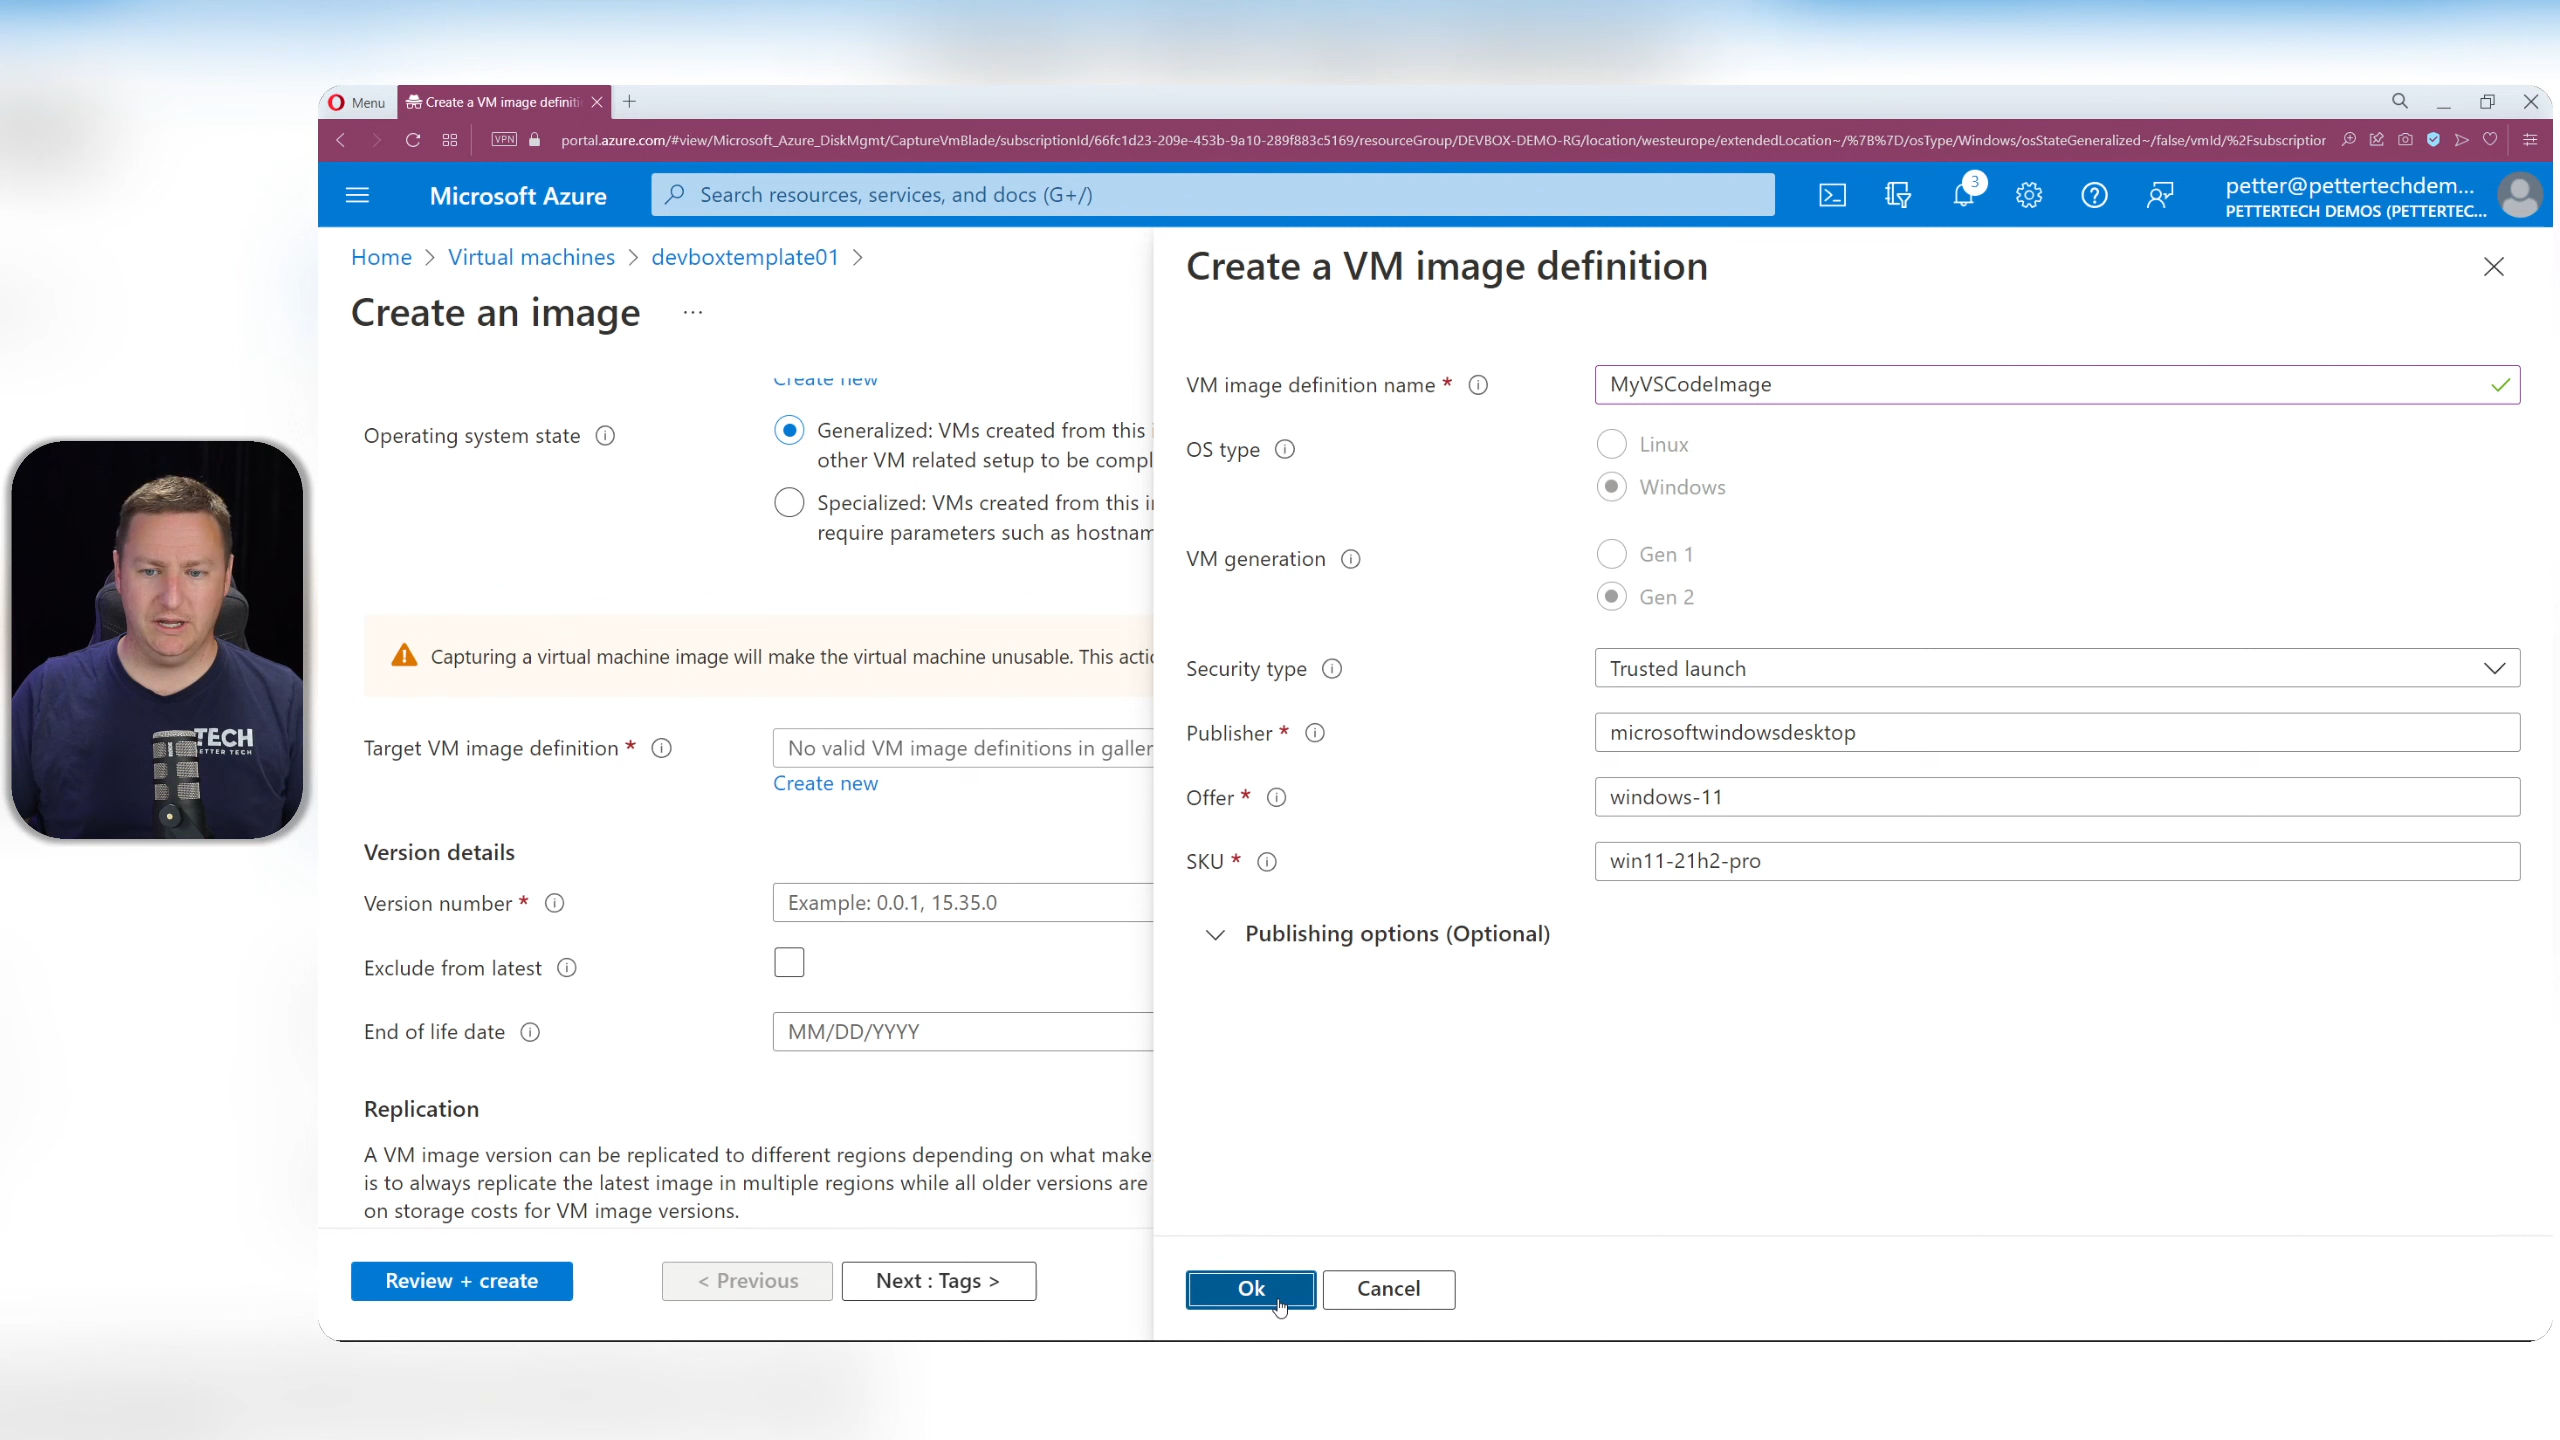 Menu
Create a VM image definiti
VPN
portal.azure.com/#view/Microsoft_Azure_DiskMgmt/CaptureVmBlade/subscriptionId/66fc1d23-209e-453b-9a10-289f883c5169/resourceGroup/DEVBOX-DEMO-RG/location/westeurope/extendedLocation~/%7B%7D/osType/Windows/osStateGeneralized~/false/vmId/%2Fsubscription
Microsoft Azure
Search resources, services, and docs (G+/)
3
petter@pettertechdem...
PETTERTECH DEMOS (PETTERTEC...
Home > Virtual machines > devboxtemplate01 >
Create an image
...
Create new
Operating system state
Generalized: VMs created from this i
other VM related setup to be compl
Specialized: VMs created from this i
require parameters such as hostnam
Capturing a virtual machine image will make the virtual machine unusable. This actic
Target VM image definition *
No valid VM image definitions in galler
Create new
Version details
Version number *
Example: 0.0.1, 15.35.0
Exclude from latest
End of life date
MM/DD/YYYY
Replication
A VM image version can be replicated to different regions depending on what make
is to always replicate the latest image in multiple regions while all older versions are
on storage costs for VM image versions.
Review + create
< Previous
Next : Tags >
Create a VM image definition
VM image definition name *
MyVSCodeImage
OS type
Linux
Windows
VM generation
Gen 1
Gen 2
Security type
Trusted launch
Publisher *
microsoftwindowsdesktop
Offer *
windows-11
SKU *
win11-21h2-pro
Publishing options (Optional)
Ok
Cancel
TECH
ETTER TECH